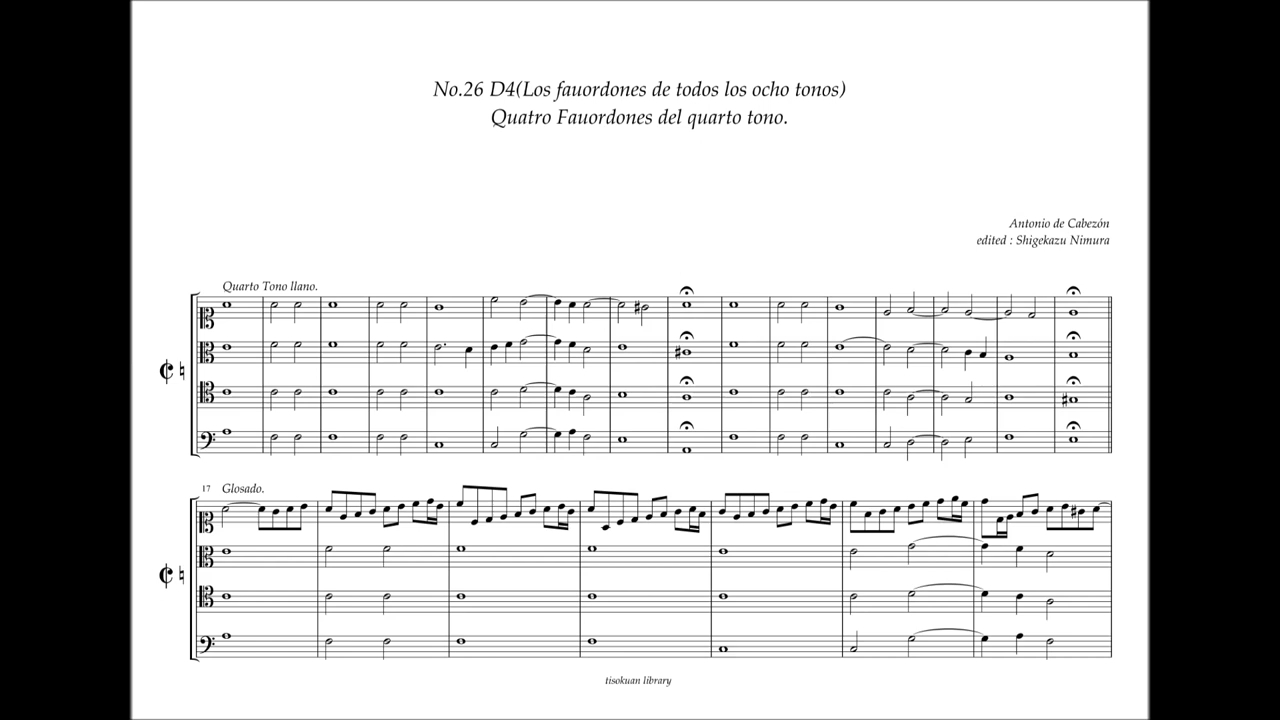 No.26 D4(Los fauordones de todos los ocho tonos)
Quatro Fauordones del quarto tono.
Antonio de Cabezón
edited : Shigekazu Nimura
Quarto Tono llano.
17 Glosado.
tisokuan library